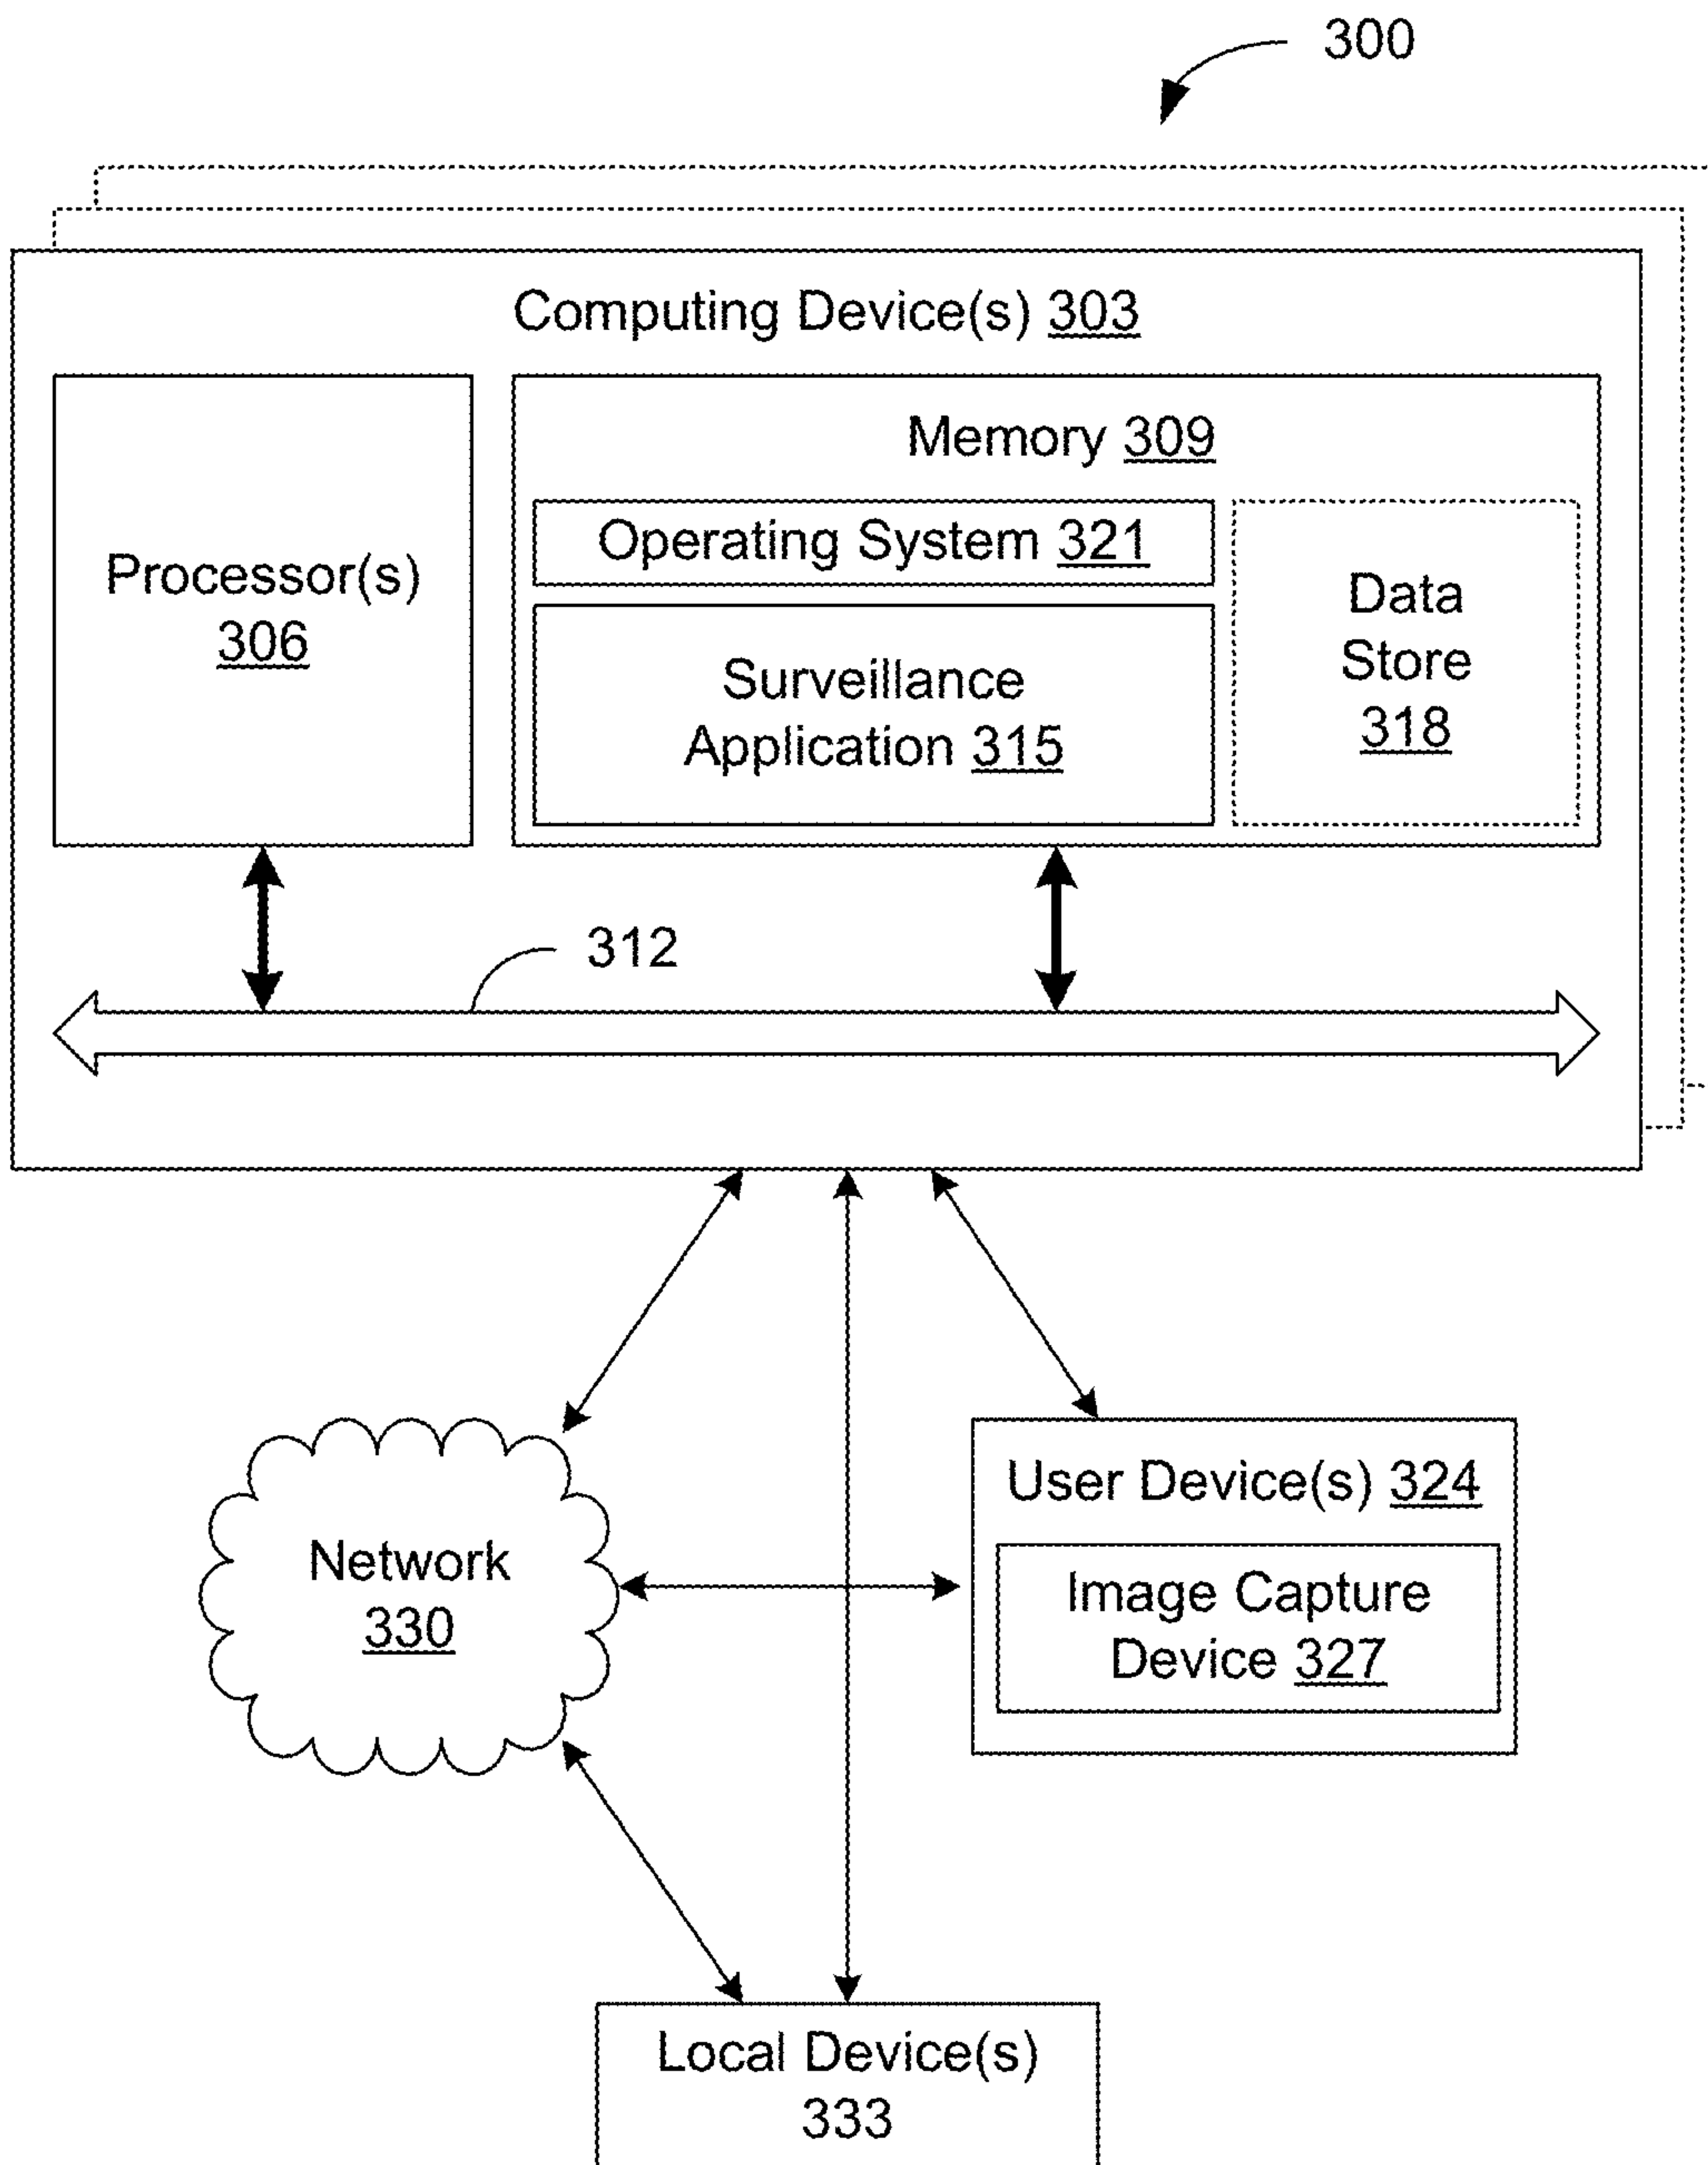 300
Computing Device(s) 303
Processor(s)
306
Memory 309
Operating System 321
Surveillance
Application 315
Data
Store
318
312
Network
330
User Device(s) 324
Image Capture
Device 327
Local Device(s)
333